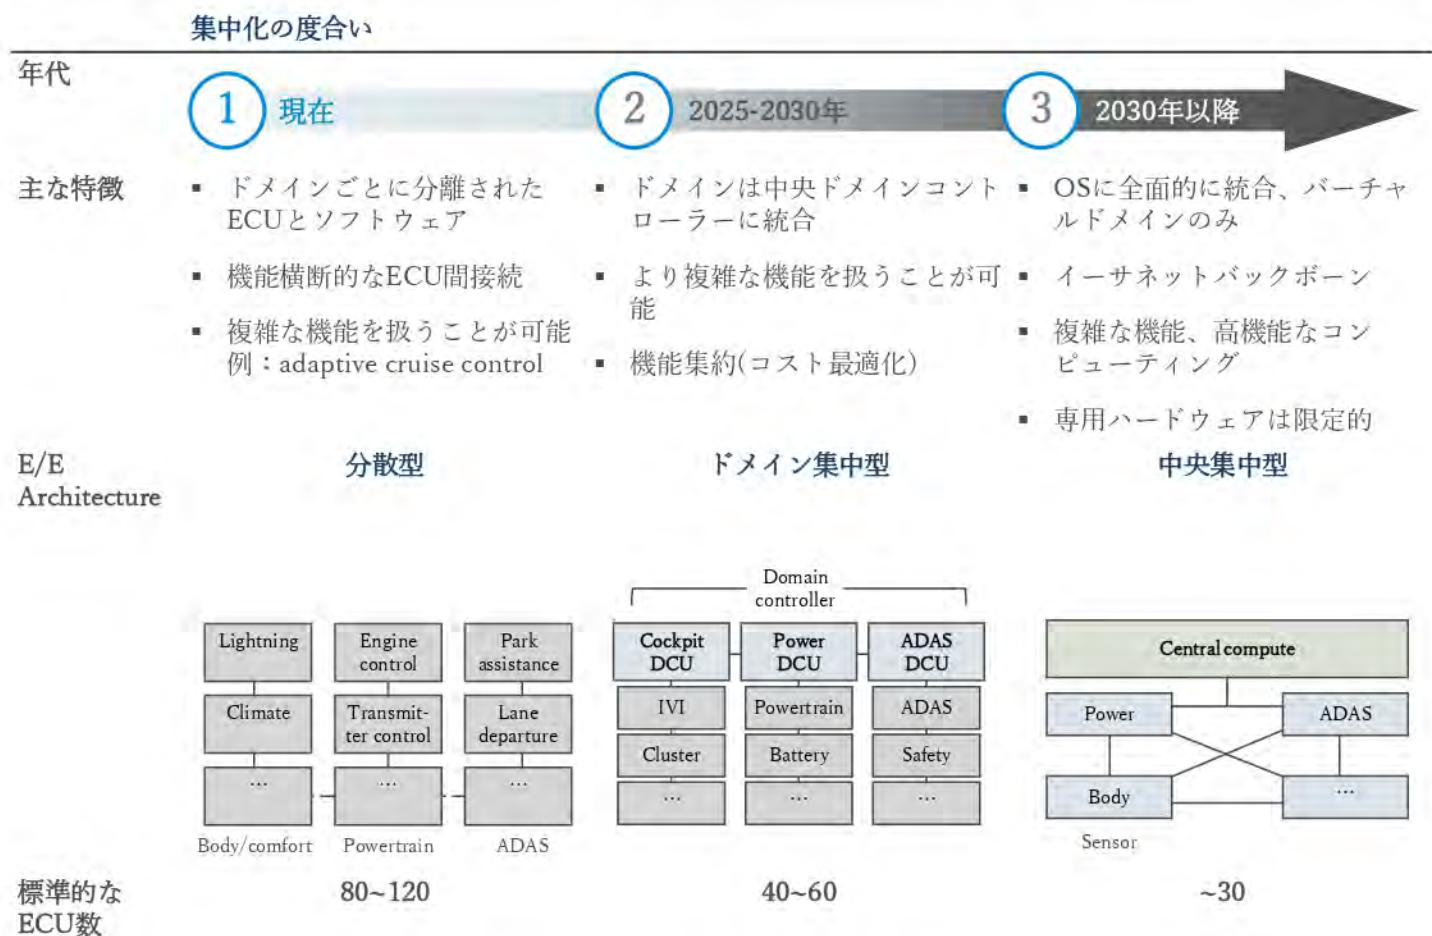 集中化の度合い
年代
1 現在
2 2025-2030年
3 2030年以降
主な特徴
▪ ドメインごとに分離された
ECUとソフトウェア
▪ 機能横断的なECU間接続
▪ 複雑な機能を扱うことが可能
例：adaptive cruise control
▪ ドメインは中央ドメインコント
ローラーに統合
▪ より複雑な機能を扱うことが可
能
▪ 機能集約(コスト最適化)
▪ OSに全面的に統合、バーチャ
ルドメインのみ
▪ イーサネットバックボーン
▪ 複雑な機能、高機能なコン
ピューティング
▪ 専用ハードウェアは限定的
E/E
Architecture
分散型
ドメイン集中型
中央集中型
Lightning
Climate
…
Body/comfort
Engine
control
Transmit-
ter control
…
Powertrain
Park
assistance
Lane
departure
…
ADAS
Domain
controller
Cockpit
DCU
IVI
Cluster
…
Power
DCU
Powertrain
Battery
…
ADAS
DCU
ADAS
Safety
…
Central compute
Power
ADAS
Body
…
Sensor
標準的な
ECU数
80~120
40~60
~30